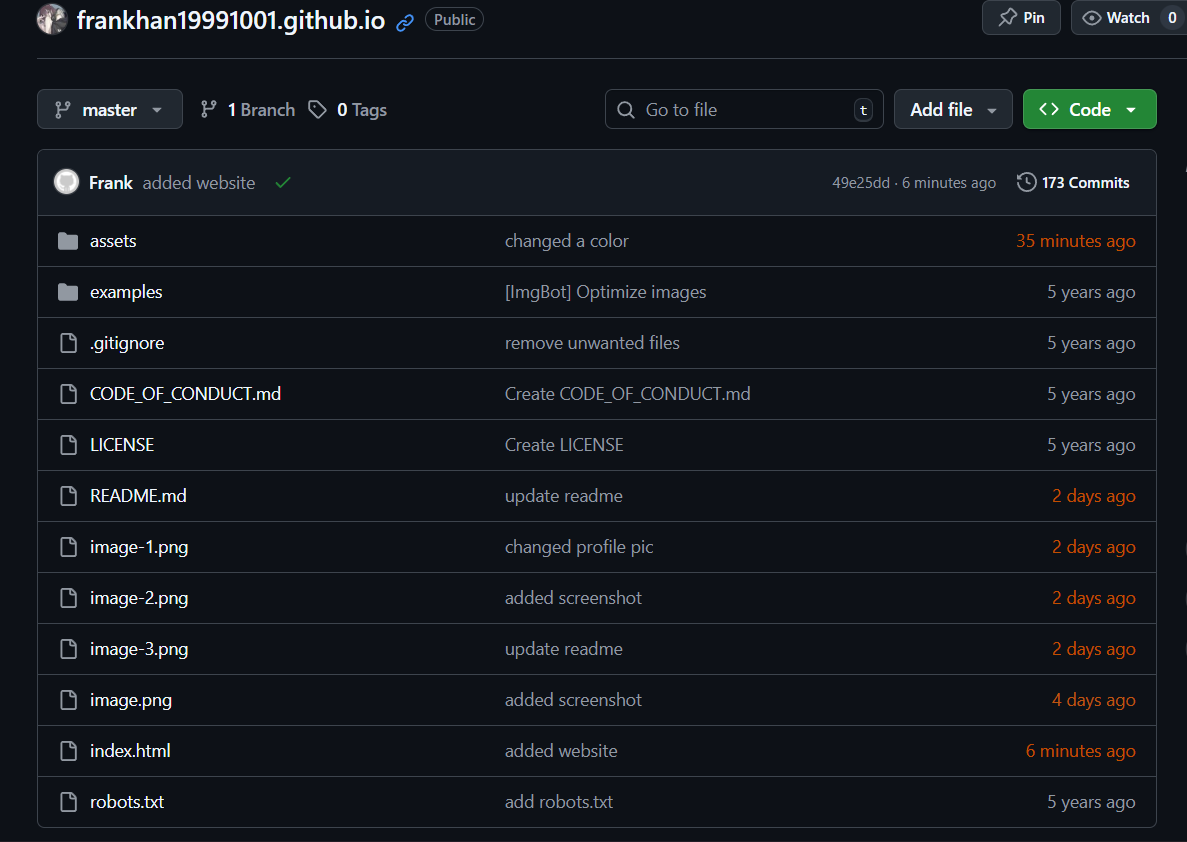 frankhan19991001.github.io Public Pin Watch 0
master 1 Branch 0 Tags Go to file t Add file Code
Frank added website 49e25dd · 6 minutes ago 173 Commits
assets changed a color 35 minutes ago
examples [ImgBot] Optimize images 5 years ago
.gitignore remove unwanted files 5 years ago
CODE_OF_CONDUCT.md Create CODE_OF_CONDUCT.md 5 years ago
LICENSE Create LICENSE 5 years ago
README.md update readme 2 days ago
image-1.png changed profile pic 2 days ago
image-2.png added screenshot 2 days ago
image-3.png update readme 2 days ago
image.png added screenshot 4 days ago
index.html added website 6 minutes ago
robots.txt add robots.txt 5 years ago